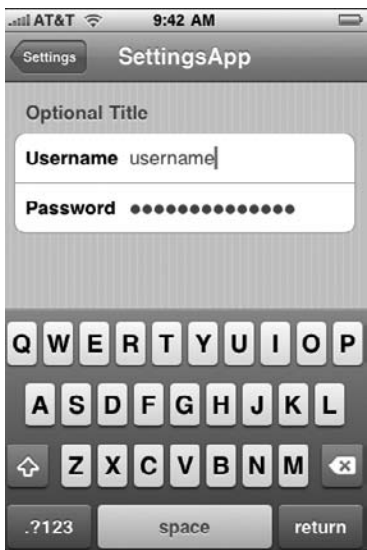 AT&T 9:42 AM
Settings SettingsApp
Optional Title
Username username
Password ●●●●●●●●●●●●●●
Q W E R T Y U I O P
A S D F G H J K L
Z X C V B N M
.?123 space return